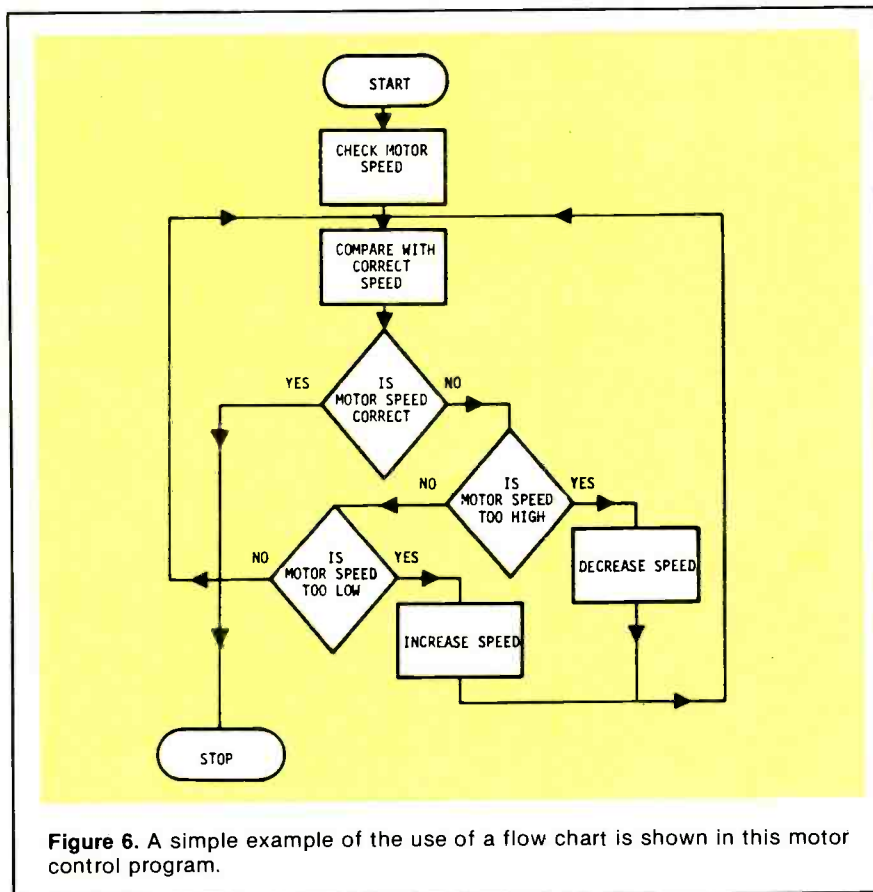 START
CHECK MOTOR
SPEED
COMPARE WITH
CORRECT
SPEED
YES
IS
MOTOR SPEED
CORRECT
NO
NO
IS
MOTOR SPEED
TOO HIGH
YES
NO
IS
MOTOR SPEED
TOO LOW
YES
DECREASE SPEED
INCREASE SPEED
STOP
Figure 6. A simple example of the use of a flow chart is shown in this motor
control program.